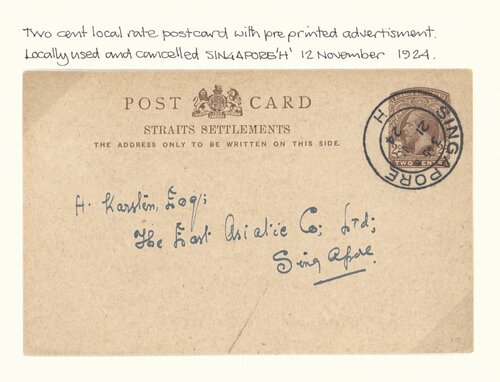 Two cent local rate postcard with pre printed advertisment.
Locally used and cancelled SINGAPORE 'H' 12 November 1924.
POST CARD
STRAITS SETTLEMENTS
THE ADDRESS ONLY TO BE WRITTEN ON THIS SIDE.
SINGAPORE
H
TWO CENTS
H. Karsten, Esq;
The East Asiatic Co; Ltd;
Singapore.